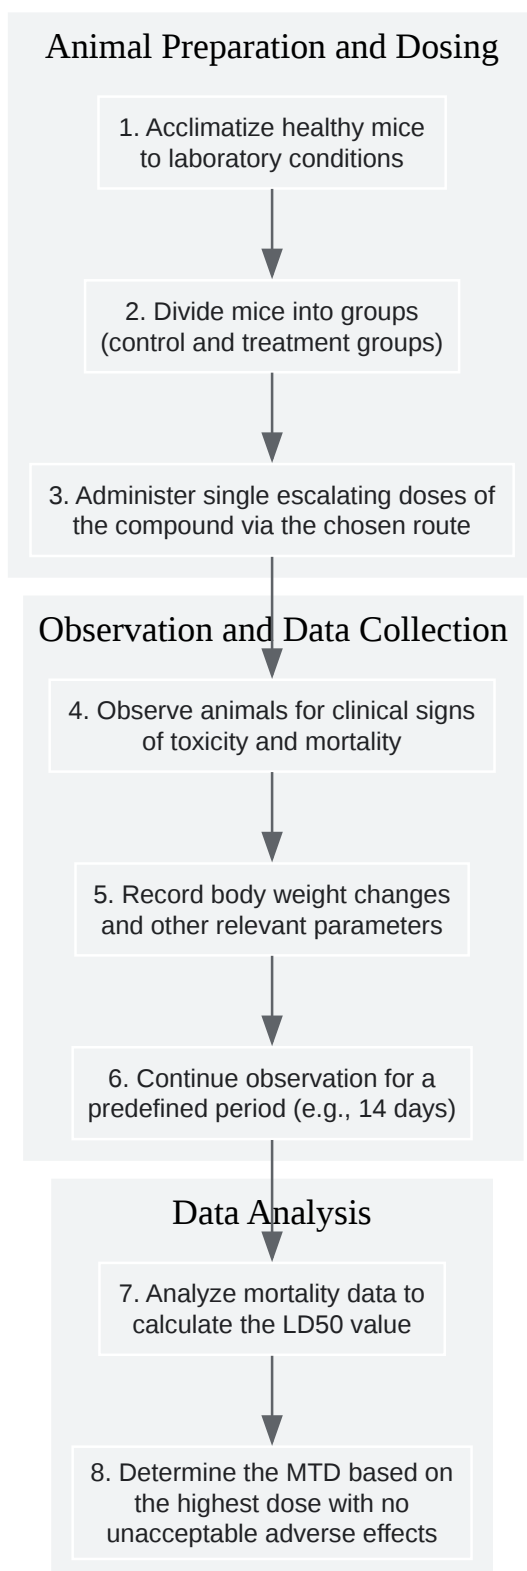 Animal Preparation and Dosing
1. Acclimatize healthy mice
to laboratory conditions
2. Divide mice into groups
(control and treatment groups)
3. Administer single escalating doses of
the compound via the chosen route
Observation and Data Collection
4. Observe animals for clinical signs
of toxicity and mortality
5. Record body weight changes
and other relevant parameters
6. Continue observation for a
predefined period (e.g., 14 days)
Data Analysis
7. Analyze mortality data to
calculate the LD50 value
8. Determine the MTD based on
the highest dose with no
unacceptable adverse effects